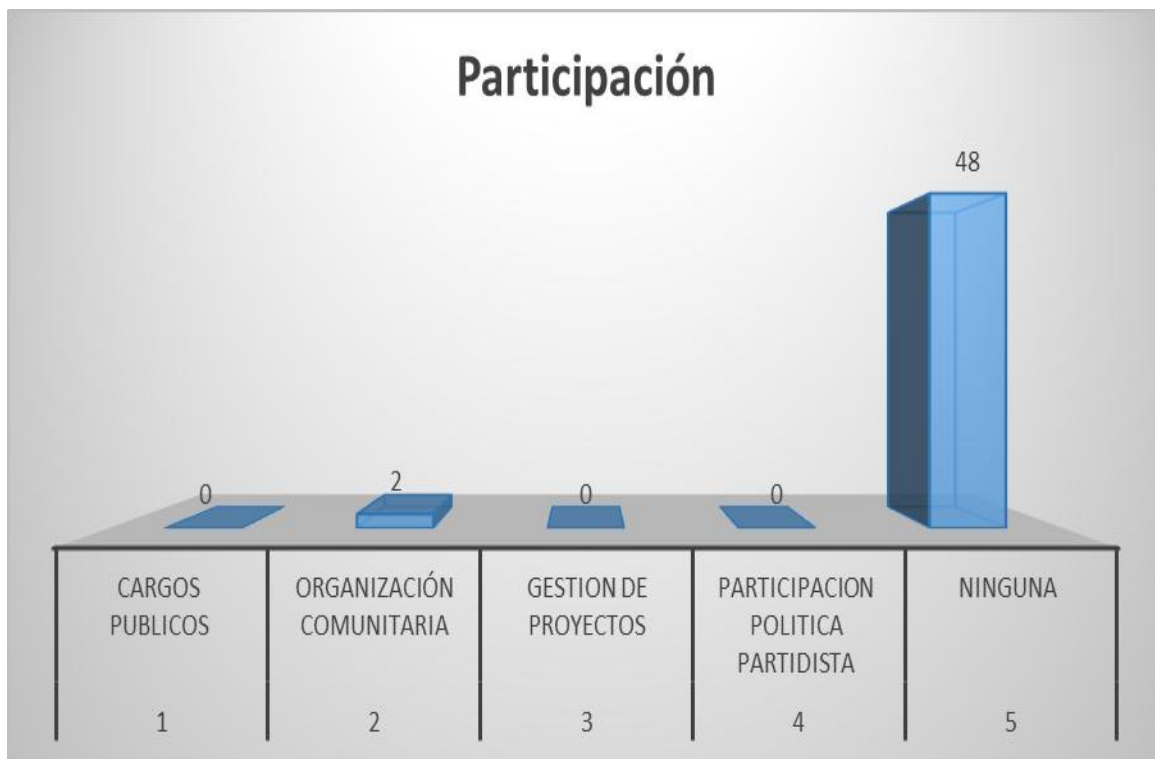 Participación
48
0
2
0
0
CARGOS
PUBLICOS
ORGANIZACIÓN
COMUNITARIA
GESTION DE
PROYECTOS
PARTICIPACION
POLITICA
PARTIDISTA
NINGUNA
1
2
3
4
5